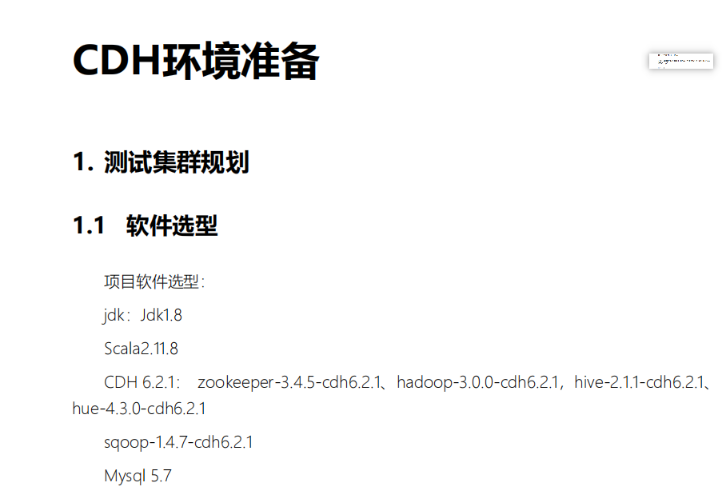 CDH环境准备
1. 测试集群规划
1.1 软件选型
项目软件选型：
jdk：Jdk1.8
Scala2.11.8
CDH 6.2.1： zookeeper-3.4.5-cdh6.2.1、hadoop-3.0.0-cdh6.2.1，hive-2.1.1-cdh6.2.1、
hue-4.3.0-cdh6.2.1
sqoop-1.4.7-cdh6.2.1
Mysql 5.7